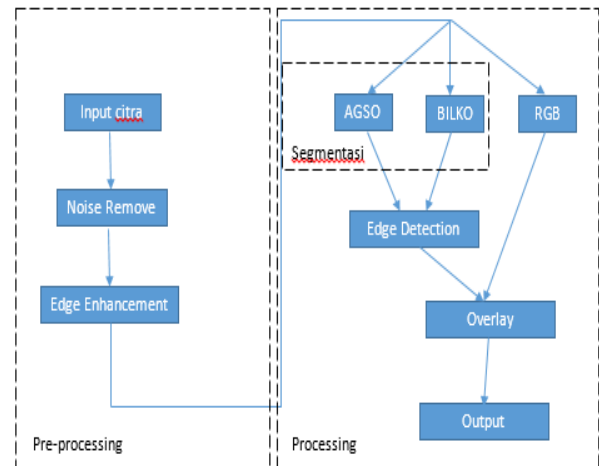 Input citra
Noise Remove
Edge Enhancement
Pre-processing
AGSO
BILKO
RGB
Segmentasi
Edge Detection
Overlay
Output
Processing